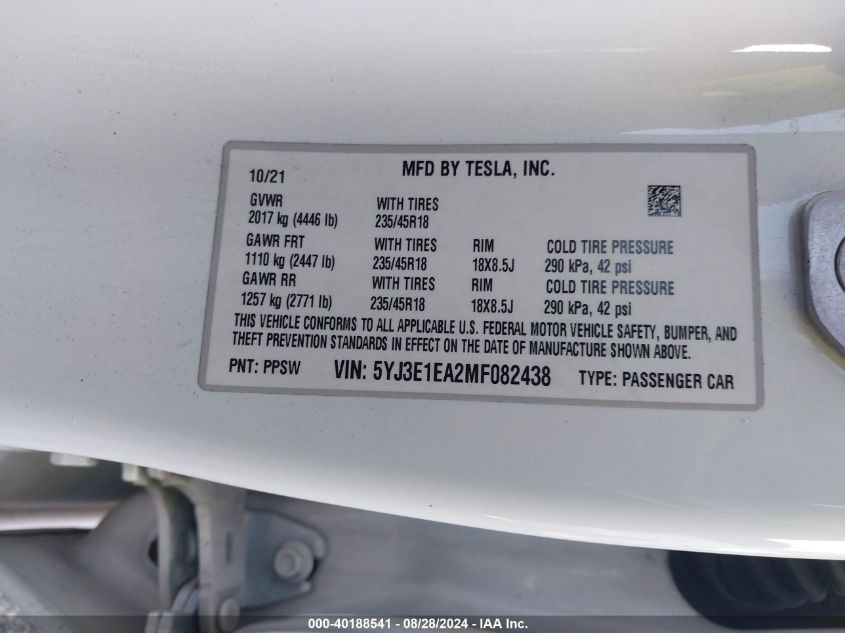 10/21 MFD BY TESLA, INC.
GVWR WITH TIRES
2017 kg (4446 lb) 235/45R18
GAWR FRT WITH TIRES RIM COLD TIRE PRESSURE
1110 kg (2447 lb) 235/45R18 18X8.5J 290 kPa, 42 psi
GAWR RR WITH TIRES RIM COLD TIRE PRESSURE
1257 kg (2771 lb) 235/45R18 18X8.5J 290 kPa, 42 psi
THIS VEHICLE CONFORMS TO ALL APPLICABLE U.S. FEDERAL MOTOR VEHICLE SAFETY, BUMPER, AND
THEFT PREVENTION STANDARDS IN EFFECT ON THE DATE OF MANUFACTURE SHOWN ABOVE.
PNT: PPSW VIN: 5YJ3E1EA2MF082438 TYPE: PASSENGER CAR
000-40188541 - 08/28/2024 - IAA Inc.